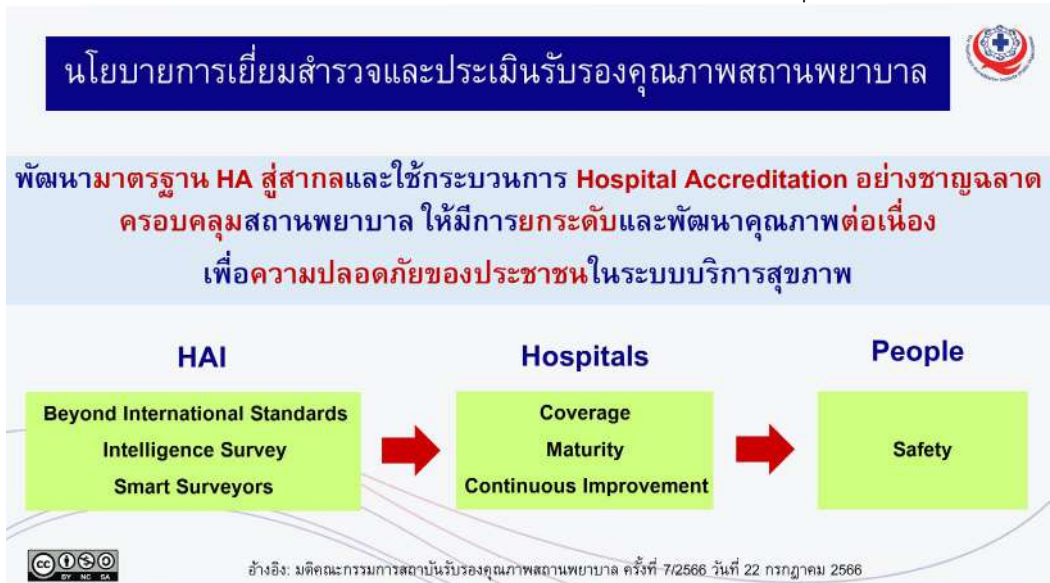 นโยบายการเยี่ยมสำรวจและประเมินรับรองคุณภาพสถานพยาบาล
พัฒนามาตรฐาน HA สู่สากลและใช้กระบวนการ Hospital Accreditation อย่างชาญฉลาด
ครอบคลุมสถานพยาบาล ให้มีการยกระดับและพัฒนาคุณภาพต่อเนื่อง
เพื่อความปลอดภัยของประชาชนในระบบบริการสุขภาพ
HAI
Beyond International Standards
Intelligence Survey
Smart Surveyors
Hospitals
Coverage
Maturity
Continuous Improvement
People
Safety
cc
BY NC SA
อ้างอิง: มติคณะกรรมการสถาบันรับรองคุณภาพสถานพยาบาล ครั้งที่ 7/2566 วันที่ 22 กรกฎาคม 2566